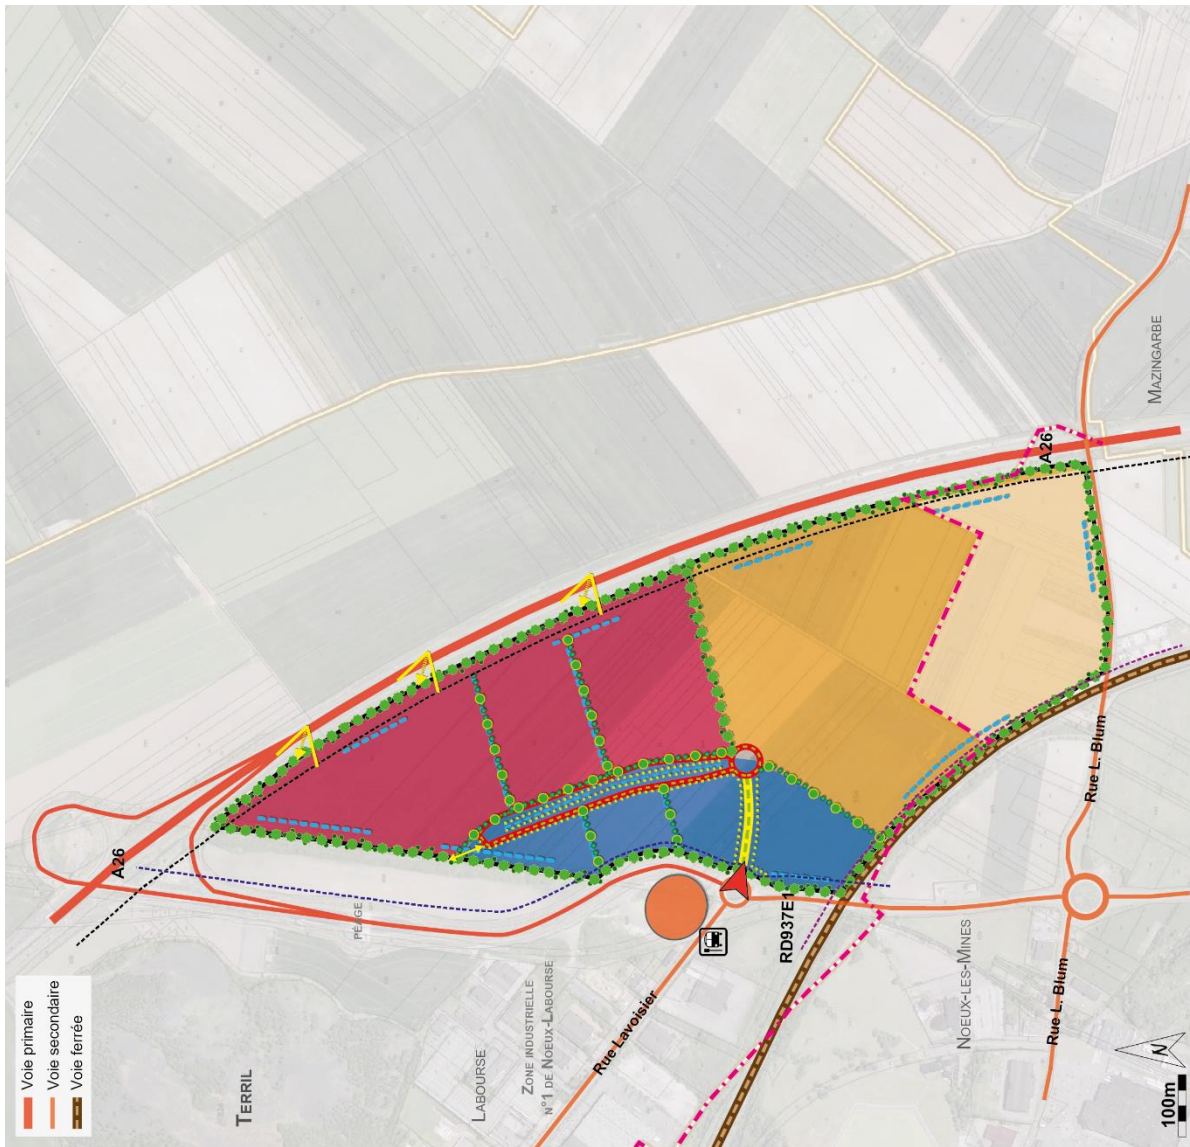 Voie primaire
Voie secondaire
Voie ferrée
TERRIL
A26
PÉAGE
LABOURSE
ZONE INDUSTRIELLE
N°1 DE NOEUX-LABOURSE
Rue Lavoisier
RD937E1
NOEUX-LES-MINES
Rue L. Blum
Rue L. Blum
A26
MAZINGARBE
N
100m